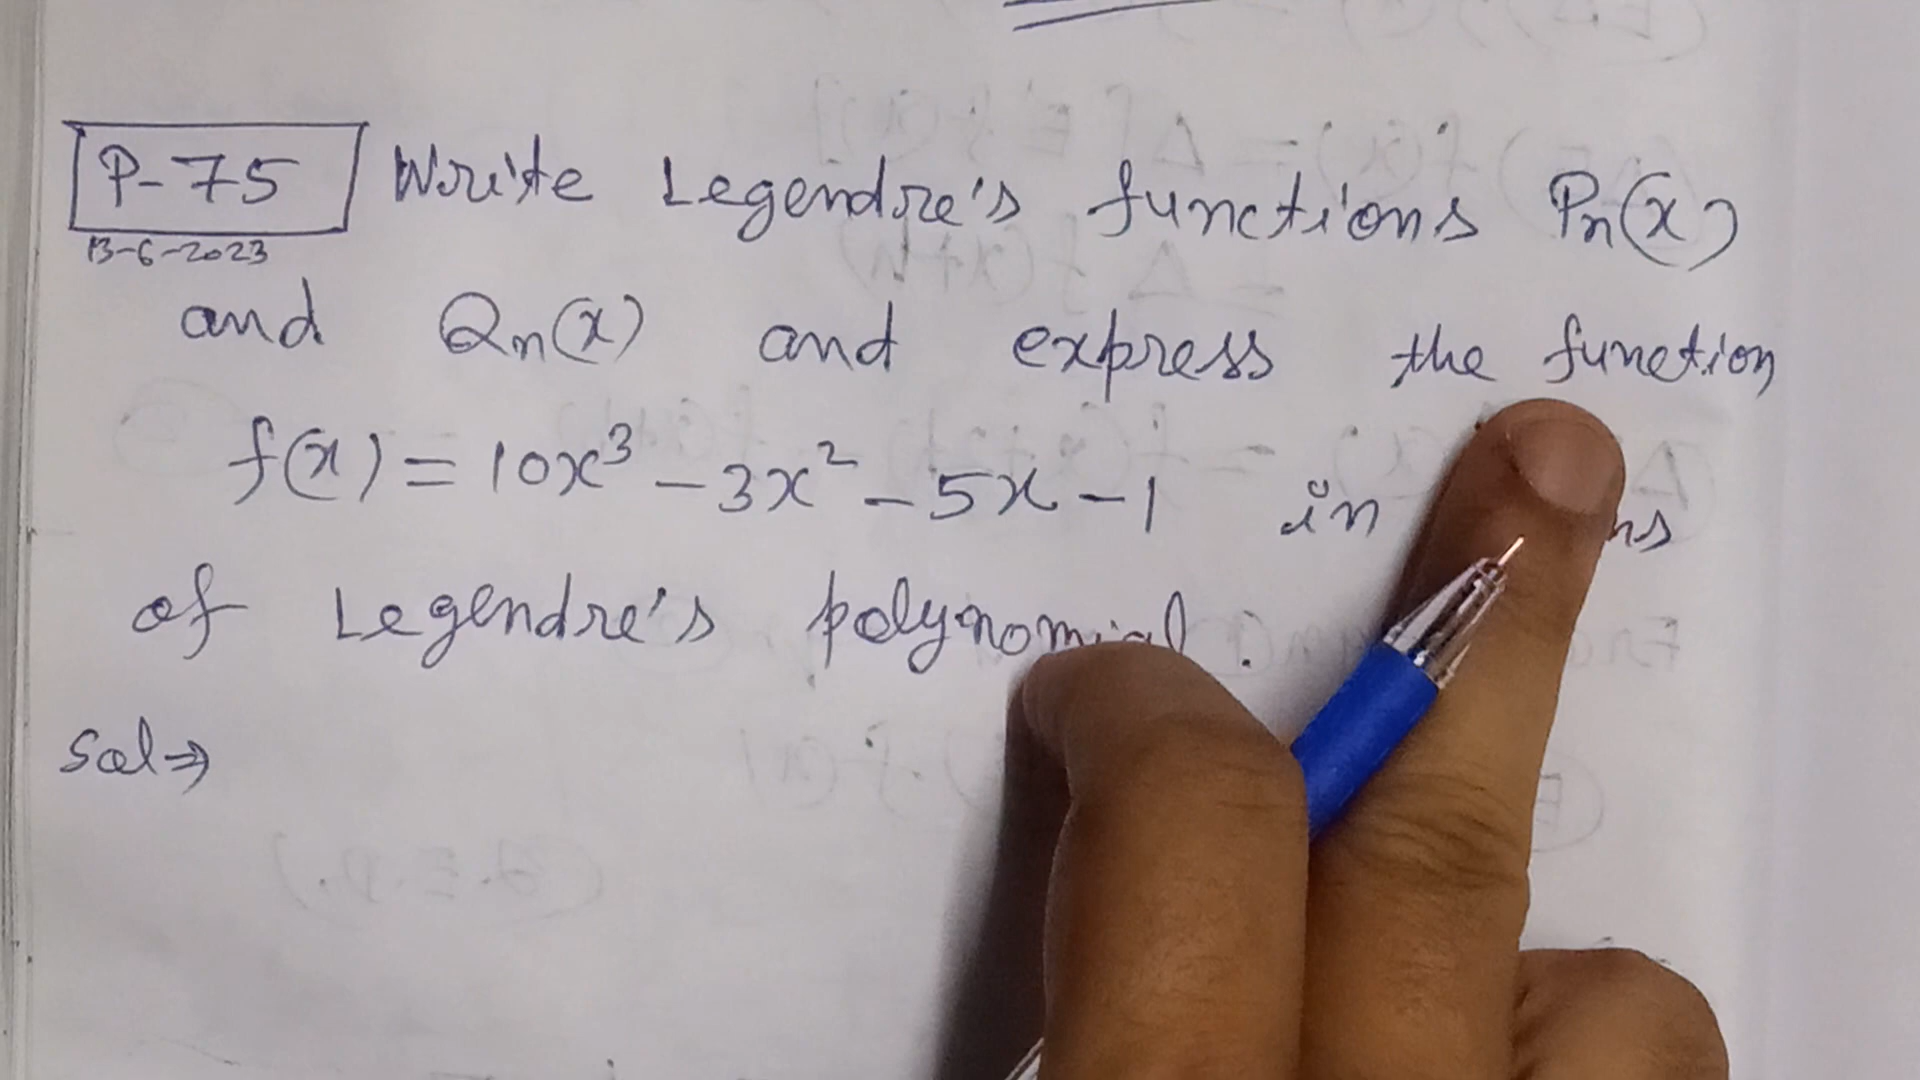 P-75 Write Legendre's functions Pn(x)
13-6-2023
and Qn(x) and express the function
f(x) = 10x³ - 3x² - 5x - 1 in
of Legendre's polynomial.
Sol⇒